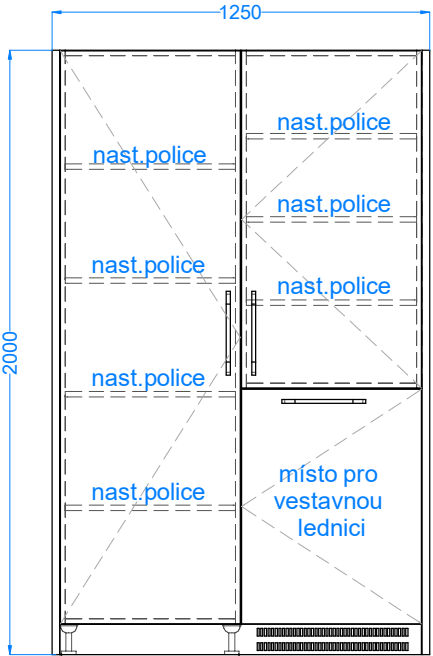 1250
nast.police
nast.police
nast.police
nast.police
nast.police
2000
nast.police
místo pro
vestavnou
lednici
nast.police